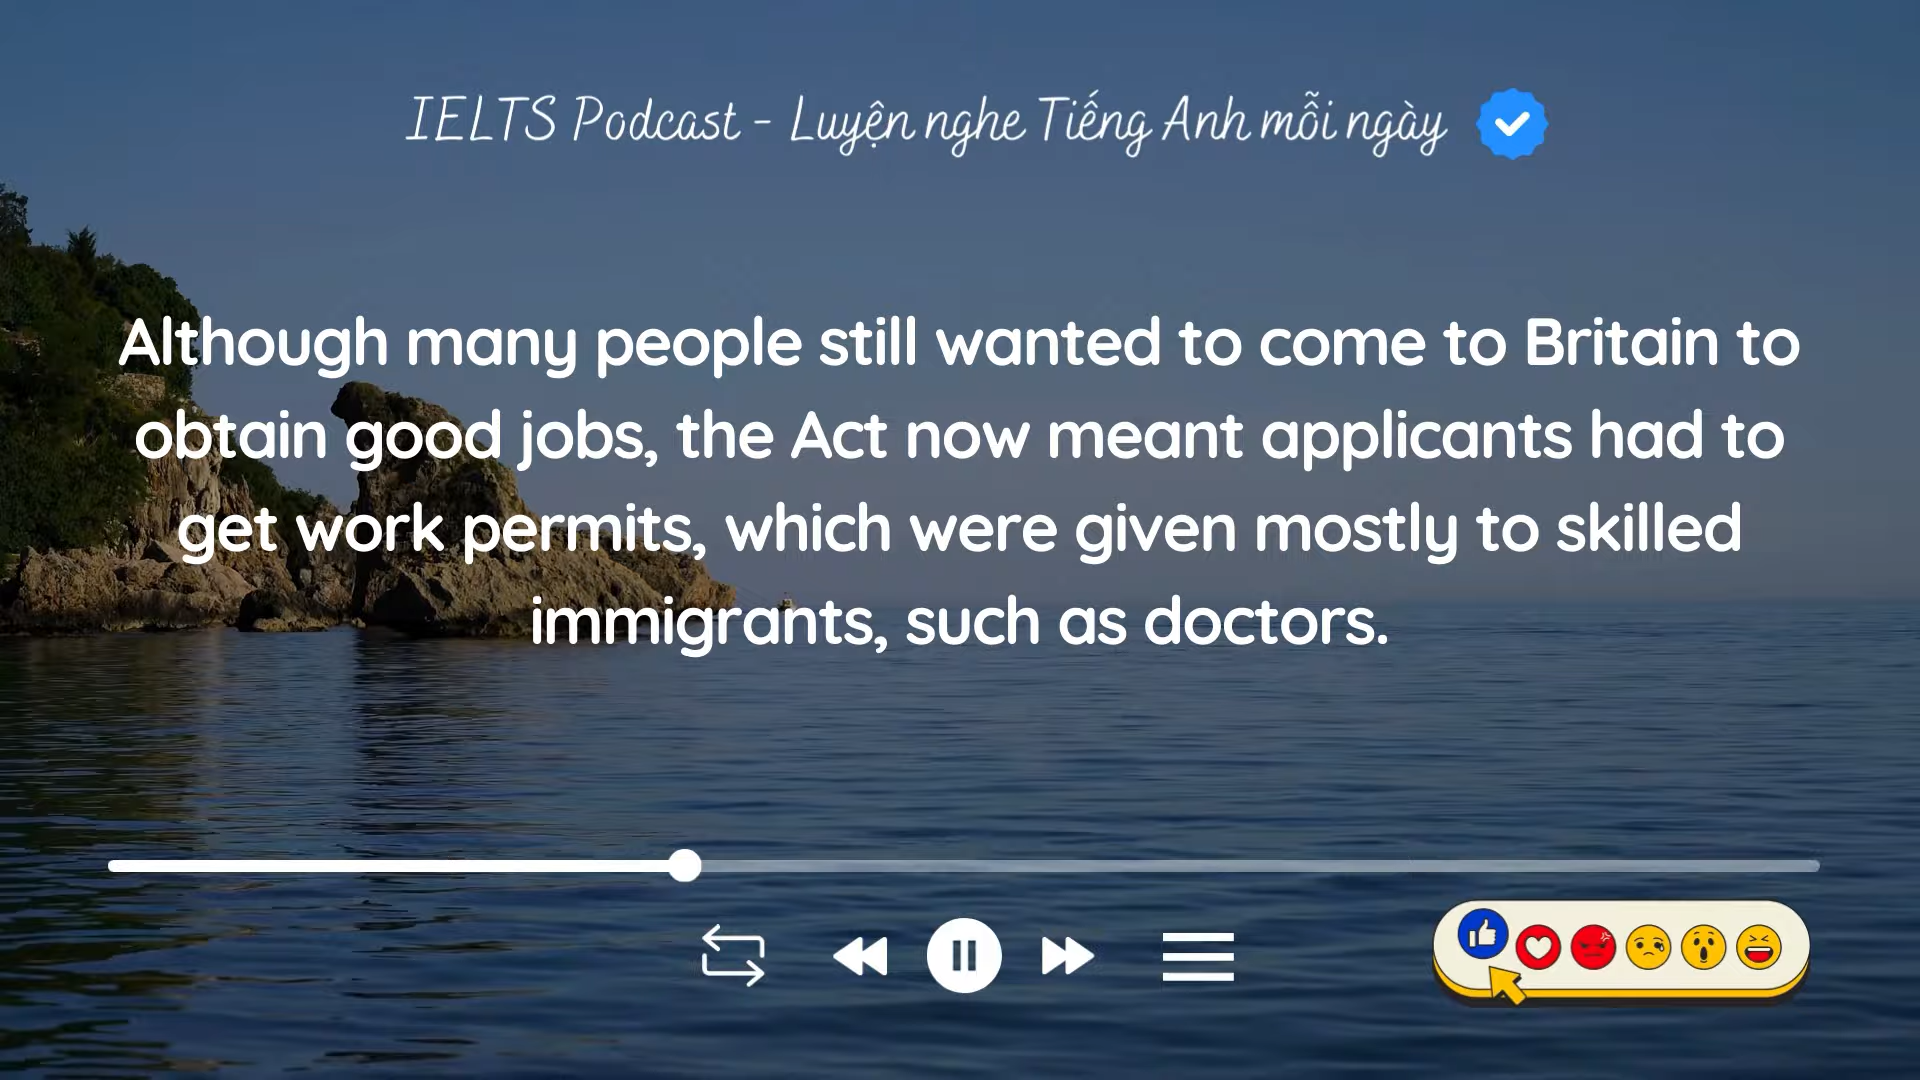 IELTS Podcast - Luyện nghe Tiếng Anh mỗi ngày
Although many people still wanted to come to Britain to
obtain good jobs, the Act now meant applicants had to
get work permits, which were given mostly to skilled
immigrants, such as doctors.